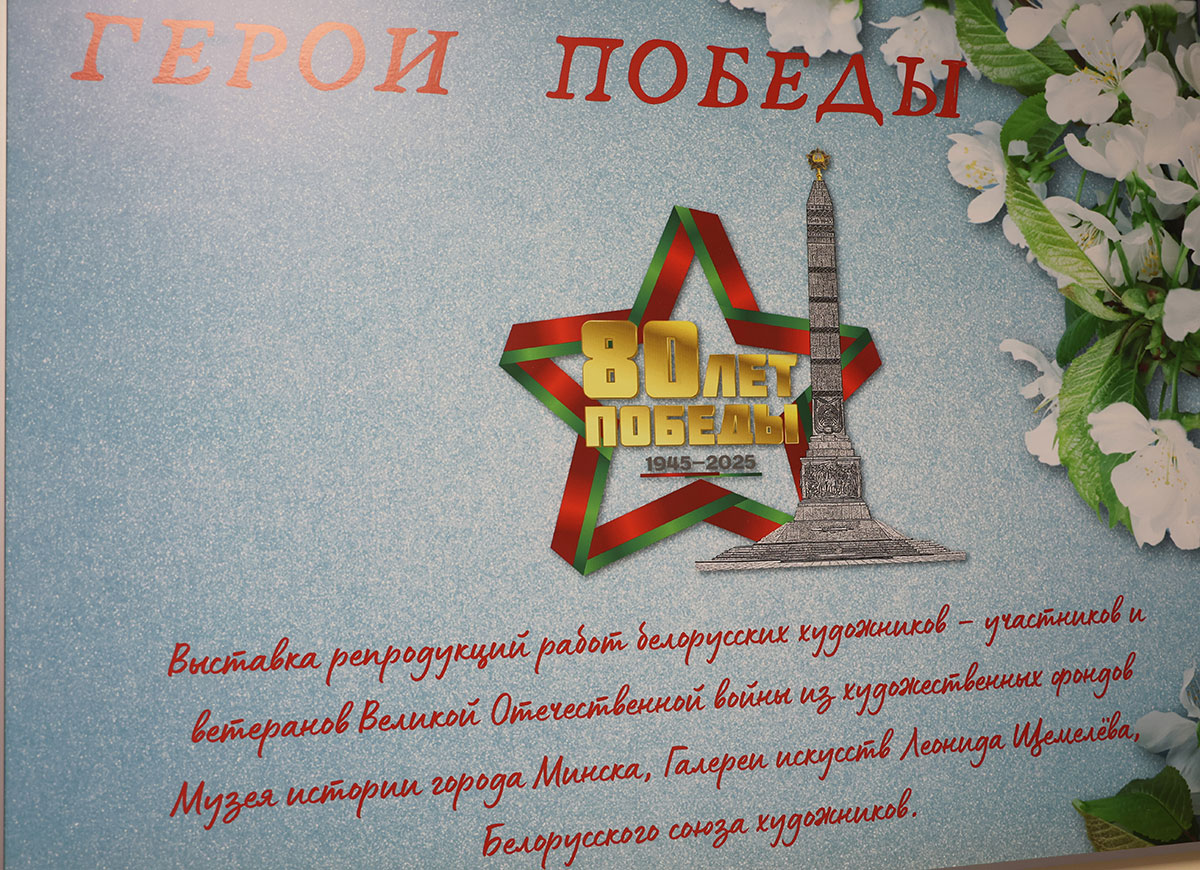 ГЕРОИ ПОБЕДЫ
80 ЛЕТ
ПОБЕДЫ
1945–2025
Выставка репродукций работ белорусских художников – участников и
ветеранов Великой Отечественной войны из художественных фондов
Музея истории города Минска, Галереи искусств Леонида Щемелёва,
Белорусского союза художников.